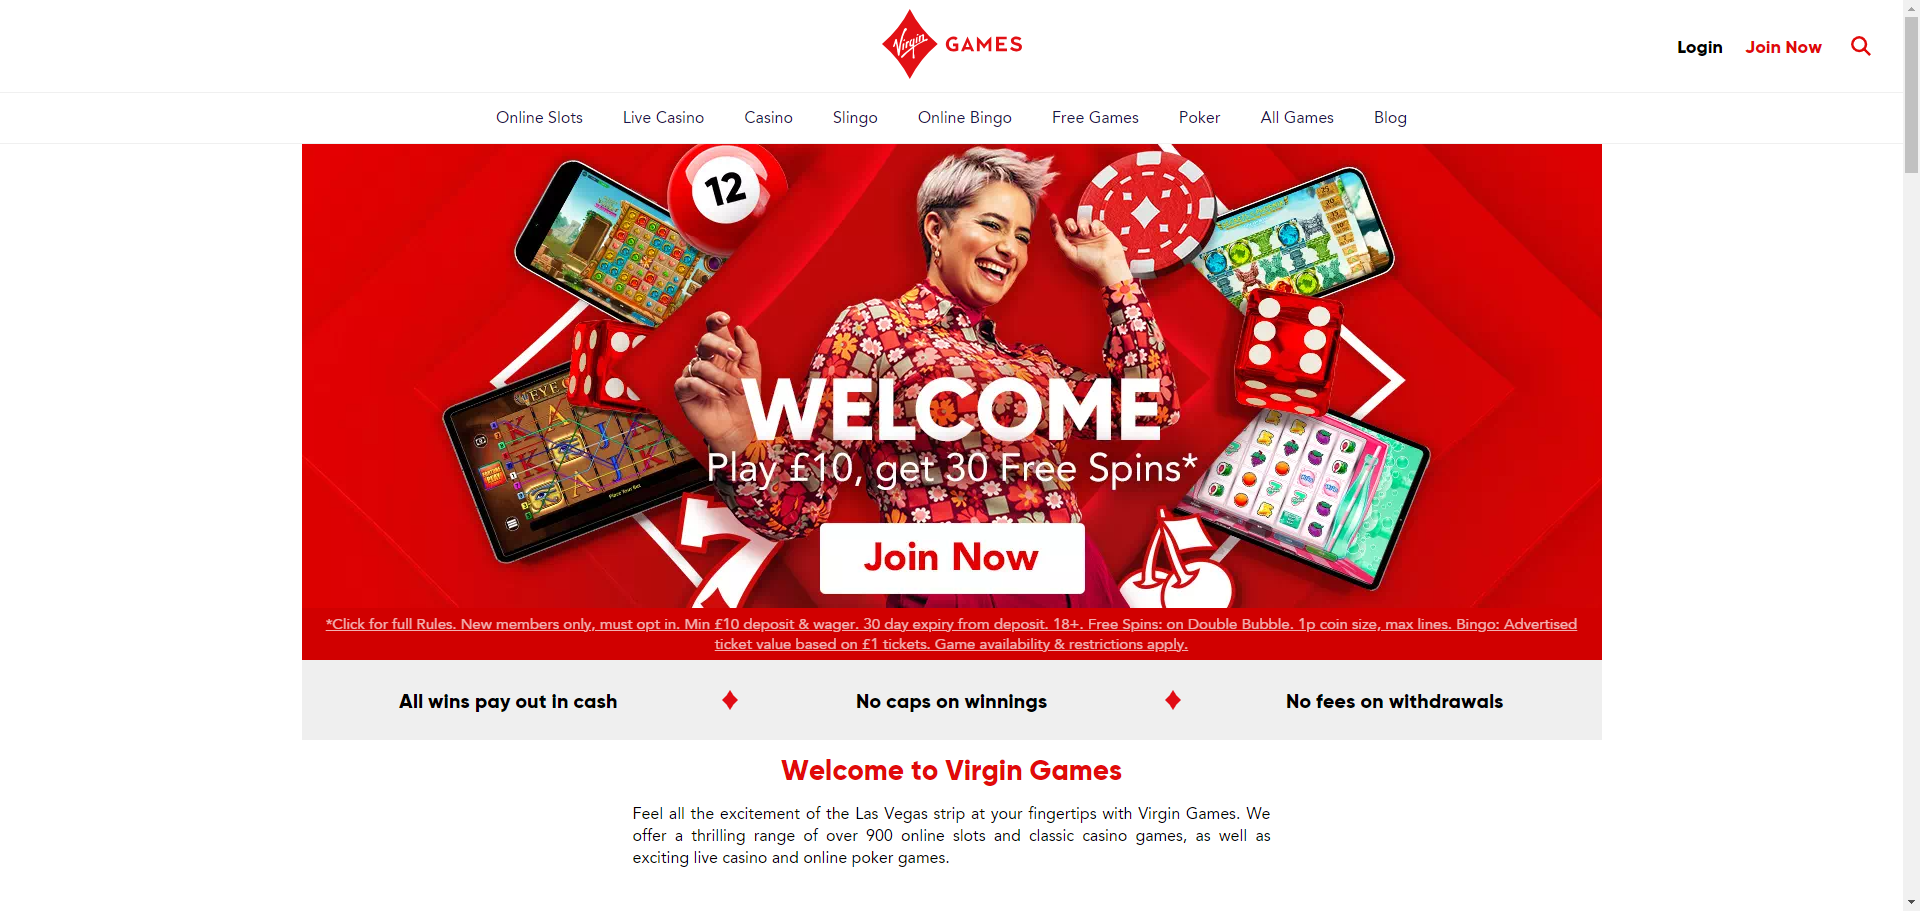 Virgin GAMES
Login
Join Now
Online Slots
Live Casino
Casino
Slingo
Online Bingo
Free Games
Poker
All Games
Blog
12
WELCOME
Play £10, get 30 Free Spins*
Join Now
*Click for full Rules. New members only, must opt in. Min £10 deposit & wager. 30 day expiry from deposit. 18+. Free Spins: on Double Bubble. 1p coin size, max lines. Bingo: Advertised
ticket value based on £1 tickets. Game availability & restrictions apply.
All wins pay out in cash
No caps on winnings
No fees on withdrawals
Welcome to Virgin Games
Feel all the excitement of the Las Vegas strip at your fingertips with Virgin Games. We
offer a thrilling range of over 900 online slots and classic casino games, as well as
exciting live casino and online poker games.